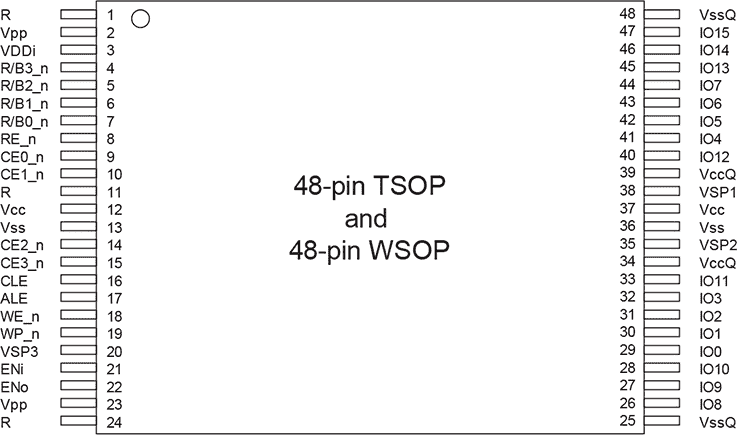 R 1 48 VssQ
Vpp 2 47 IO15
VDDi 3 46 IO14
R/B3_n 4 45 IO13
R/B2_n 5 44 IO7
R/B1_n 6 43 IO6
R/B0_n 7 42 IO5
RE_n 8 41 IO4
CE0_n 9 40 IO12
CE1_n 10 39 VccQ
R 11 38 VSP1
Vcc 12 37 Vcc
Vss 13 36 Vss
CE2_n 14 35 VSP2
CE3_n 15 34 VccQ
CLE 16 33 IO11
ALE 17 32 IO3
WE_n 18 31 IO2
WP_n 19 30 IO1
VSP3 20 29 IO0
ENi 21 28 IO10
ENo 22 27 IO9
Vpp 23 26 IO8
R 24 25 VssQ
48-pin TSOP
and
48-pin WSOP